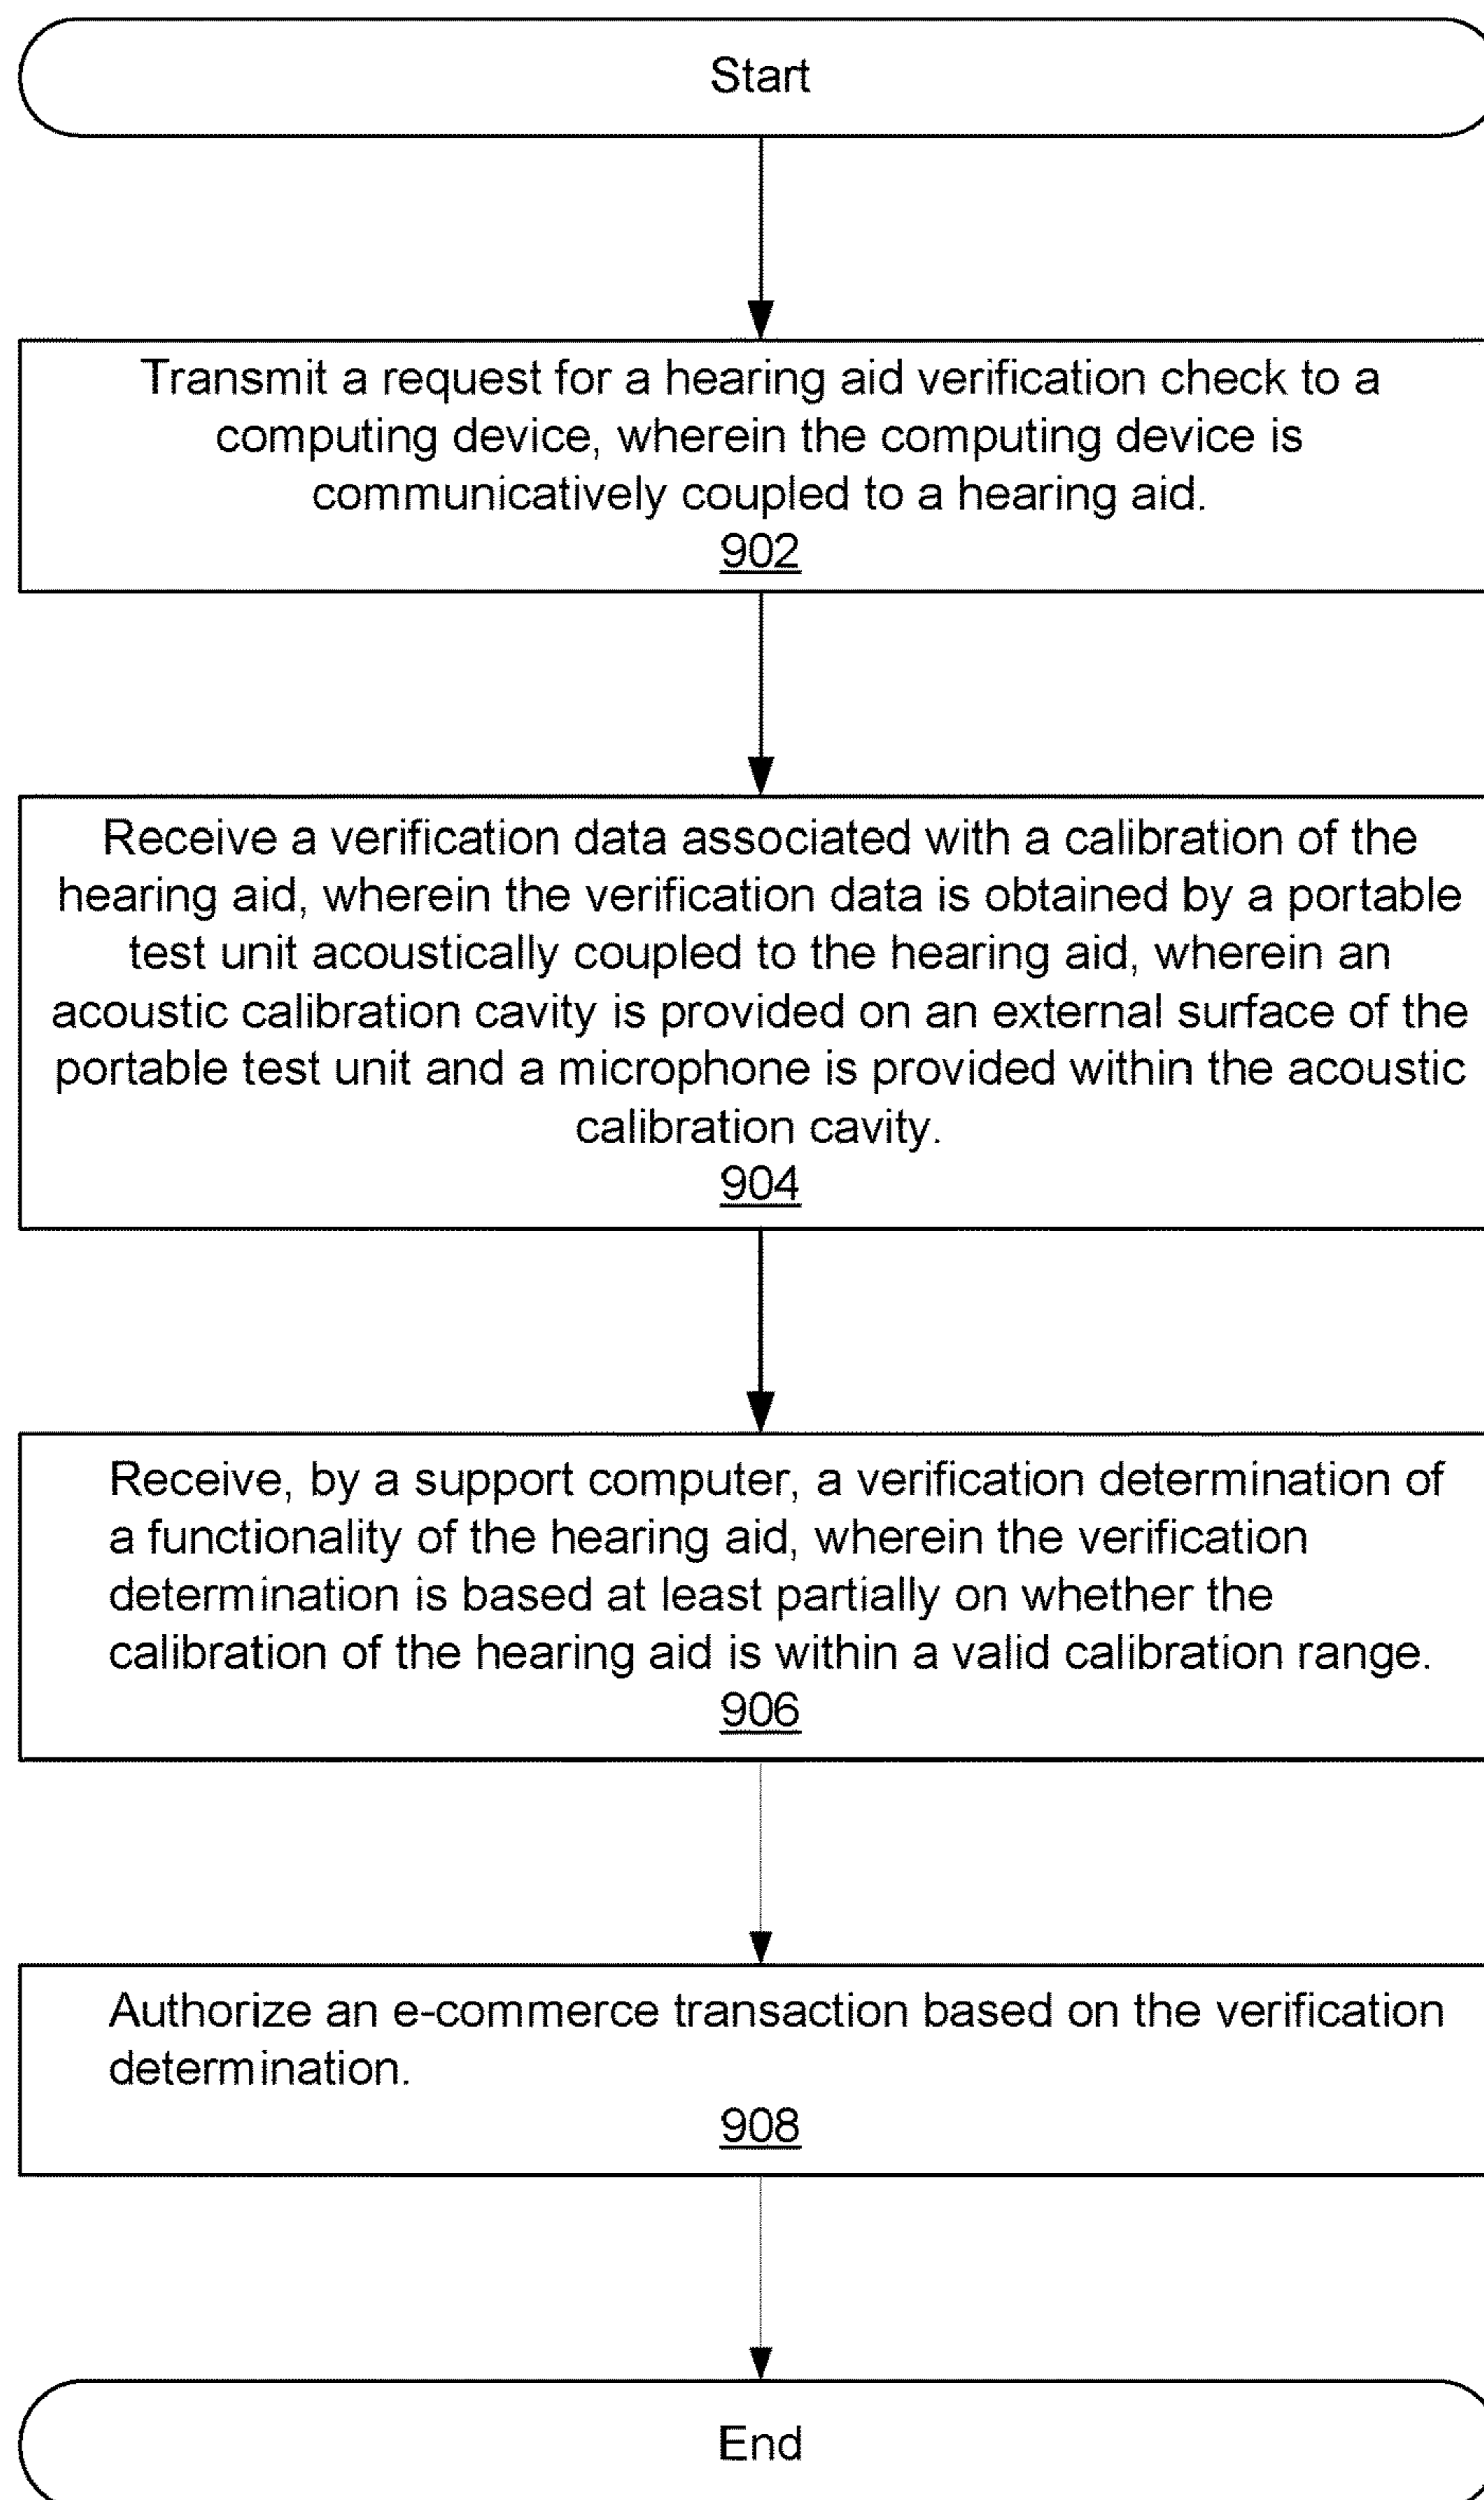 Start
Transmit a request for a hearing aid verification check to a
computing device, wherein the computing device is
communicatively coupled to a hearing aid.
902
Receive a verification data associated with a calibration of the
hearing aid, wherein the verification data is obtained by a portable
test unit acoustically coupled to the hearing aid, wherein an
acoustic calibration cavity is provided on an external surface of the
portable test unit and a microphone is provided within the acoustic
calibration cavity.
904
Receive, by a support computer, a verification determination of
a functionality of the hearing aid, wherein the verification
determination is based at least partially on whether the
calibration of the hearing aid is within a valid calibration range.
906
Authorize an e-commerce transaction based on the verification
determination.
908
End